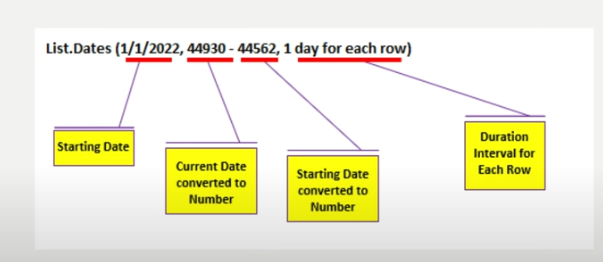 List.Dates (1/1/2022, 44930 - 44562, 1 day for each row)
Starting Date
Current Date
converted to
Number
Starting Date
converted to
Number
Duration
Interval for
Each Row